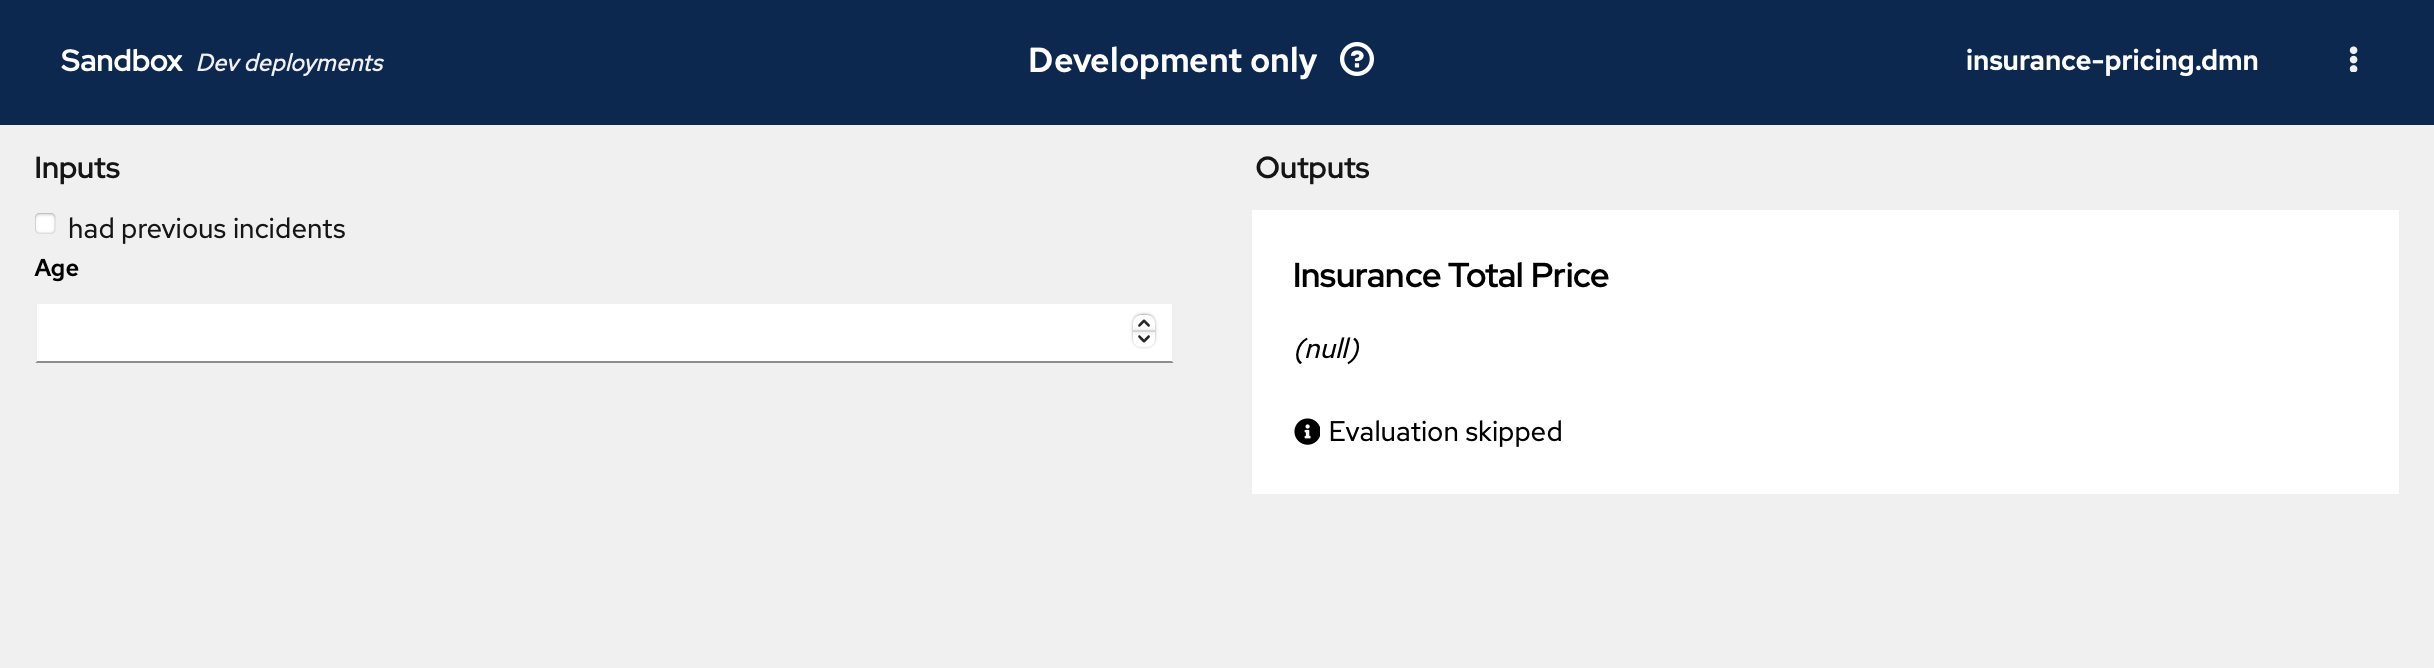 Sandbox Dev deployments
Development only
insurance-pricing.dmn
Inputs
had previous incidents
Age
Outputs
Insurance Total Price
(null)
Evaluation skipped